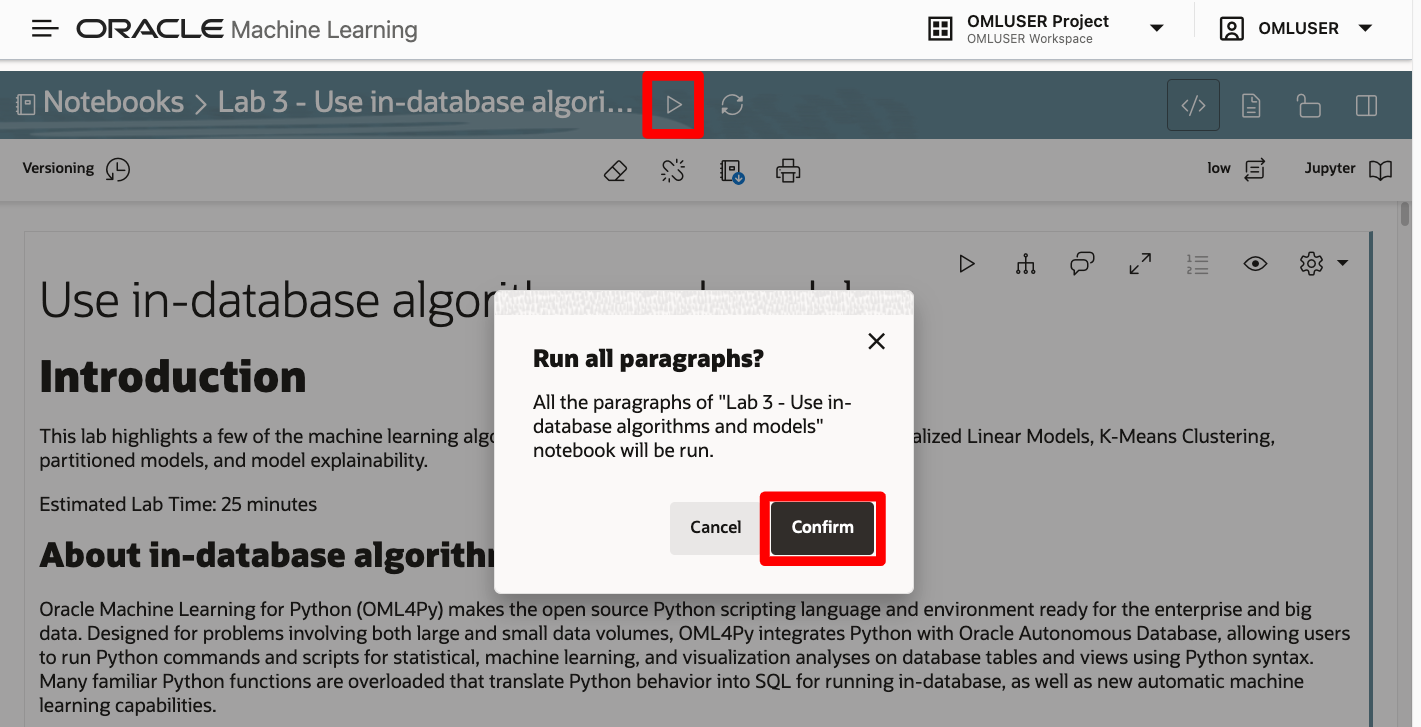 ORACLE Machine Learning
OMLUSER Project
OMLUSER Workspace
OMLUSER
Notebooks > Lab 3 - Use in-database algori...
Versioning
low
Jupyter
Use in-database
Introduction
Run all paragraphs?
All the paragraphs of "Lab 3 - Use in-
database algorithms and models"
notebook will be run.
Cancel
Confirm
This lab highlights a few of the machine learning
Linear Models, K-Means Clustering,
partitioned models, and model explainability.
Estimated Lab Time: 25 minutes
About in-database
Oracle Machine Learning for Python (OML4Py) makes the open source Python scripting language and environment ready for the enterprise and big
data. Designed for problems involving both large and small data volumes, OML4Py integrates Python with Oracle Autonomous Database, allowing users
to run Python commands and scripts for statistical, machine learning, and visualization analyses on database tables and views using Python syntax.
Many familiar Python functions are overloaded that translate Python behavior into SQL for running in-database, as well as new automatic machine
learning capabilities.